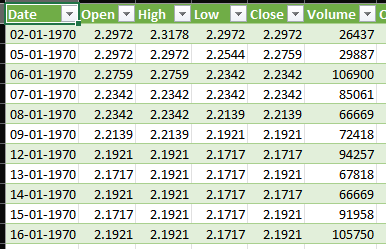 Date Open High Low Close Volume
02-01-1970 2.2972 2.3178 2.2972 2.2972 26437
05-01-1970 2.2972 2.2972 2.2544 2.2759 29887
06-01-1970 2.2759 2.2759 2.2342 2.2342 106900
07-01-1970 2.2342 2.2342 2.2342 2.2342 85061
08-01-1970 2.2342 2.2342 2.2139 2.2139 66669
09-01-1970 2.2139 2.2139 2.1921 2.1921 72418
12-01-1970 2.1921 2.1921 2.1717 2.1717 94257
13-01-1970 2.1717 2.1921 2.1717 2.1717 67818
14-01-1970 2.1921 2.1921 2.1717 2.1717 66669
15-01-1970 2.1717 2.1921 2.1717 2.1921 91958
16-01-1970 2.1921 2.1921 2.1717 2.1921 105750